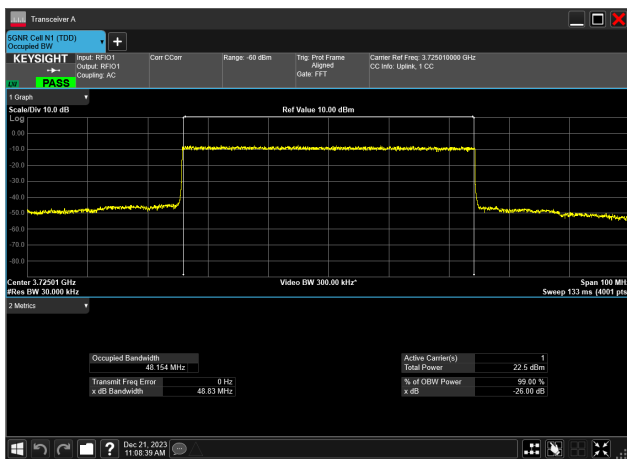 Transceiver A
5GNR Cell N1 (TDD)
Occupied BW
+
KEYSIGHT
Input: RFIO1
Output: RFIO1
Coupling: AC
Corr CCorr
Range: -60 dBm
Trig: Prot Frame
Aligned
Gate: FFT
Carrier Ref Freq: 3.725010000 GHz
CC Info: Uplink, 1 CC
PASS
1 Graph
Scale/Div 10.0 dB
Ref Value 10.00 dBm
Log
0.00
-10.0
-20.0
-30.0
-40.0
-50.0
-60.0
-70.0
-80.0
Center 3.72501 GHz
Video BW 300.00 kHz*
Span 100 MHz
#Res BW 30.000 kHz
Sweep 133 ms (4001 pts)
2 Metrics
Occupied Bandwidth
48.154 MHz
Transmit Freq Error 0 Hz
x dB Bandwidth 48.83 MHz
Active Carrier(s) 1
Total Power 22.5 dBm
% of OBW Power 99.00 %
x dB -26.00 dB
?
Dec 21, 2023
11:08:39 AM